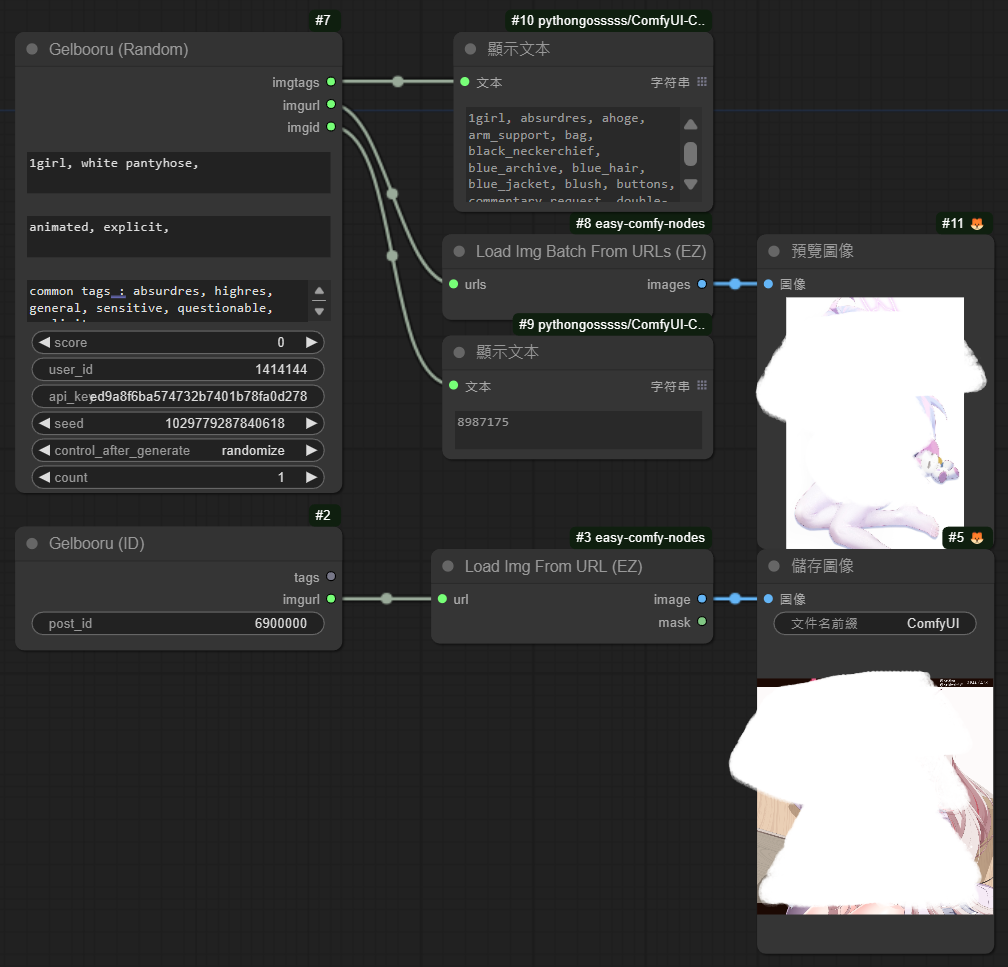 #7
Gelbooru (Random)
imgtags
imgurl
imgid
1girl, white pantyhose,
animated, explicit,
common tags : absurdres, highres,
general, sensitive, questionable,
score 0
user_id 1414144
api_key ed9a8f6ba574732b7401b78fa0d278
seed 1029779287840618
control_after_generate randomize
count 1
#10 pythongosssss/ComfyUI-C..
顯示文本
文本 字符串
1girl, absurdres, ahoge,
arm_support, bag,
black_neckerchief,
blue_archive, blue_hair,
blue_jacket, blush, buttons,
commentary_request, double-
#8 easy-comfy-nodes
Load Img Batch From URLs (EZ)
urls images
#9 pythongosssss/ComfyUI-C..
顯示文本
文本 字符串
8987175
#11
預覽圖像
圖像
#2
Gelbooru (ID)
tags
imgurl
post_id 6900000
#3 easy-comfy-nodes
Load Img From URL (EZ)
url image
mask
#5
儲存圖像
圖像
文件名前綴 ComfyUI